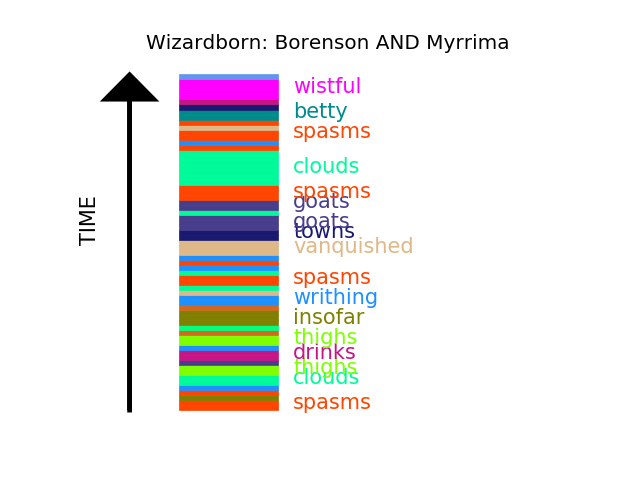 Wizardborn: Borenson AND Myrrima
TIME
wistful
betty
spasms
clouds
spasms
goats
goats
towns
vanquished
spasms
writhing
insofar
thighs
drinks
thighs
clouds
spasms